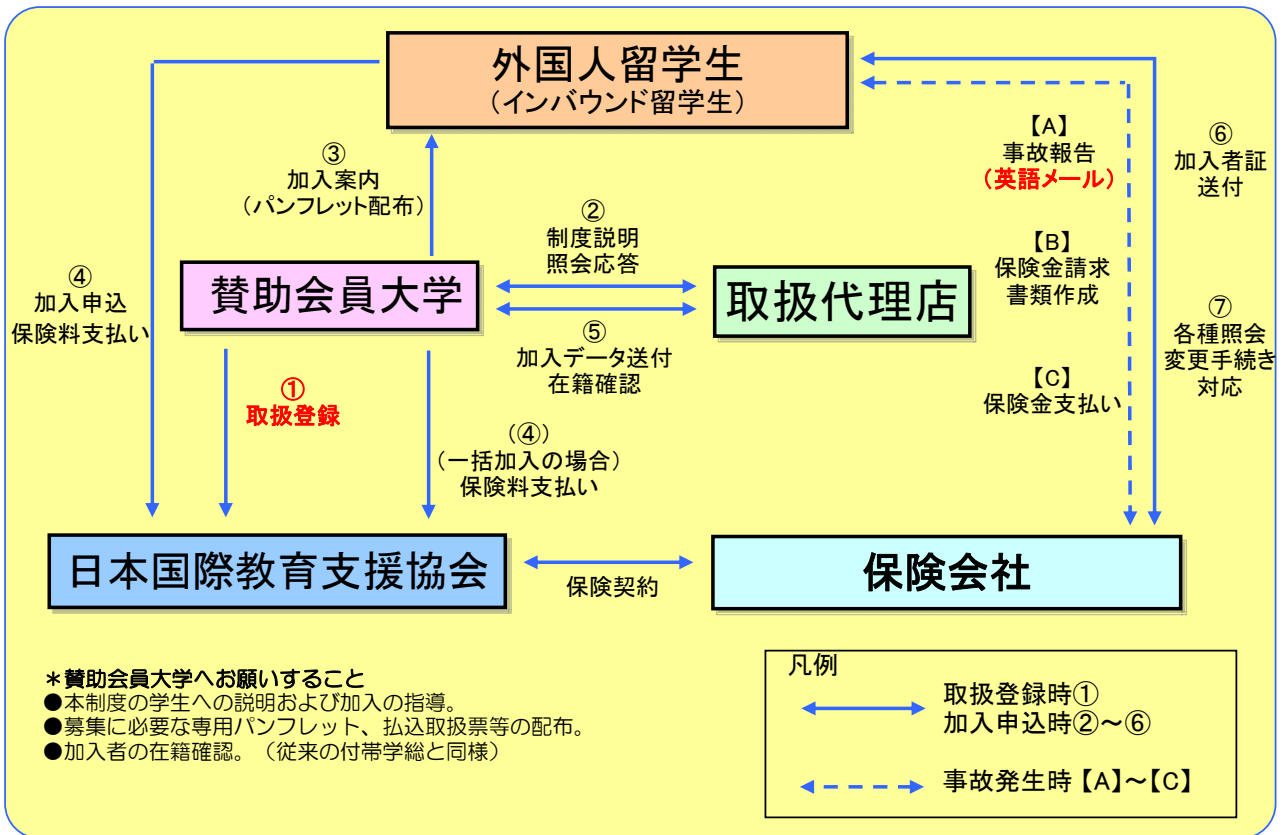 外国人留学生
（インバウンド留学生）
【A】
事故報告
（英語メール）
⑥
加入者証
送付
③
加入案内
（パンフレット配布）
②
制度説明
照会応答
【B】
保険金請求
書類作成
④
加入申込
保険料支払い
賛助会員大学
取扱代理店
⑤
加入データ送付
在籍確認
⑦
各種照会
変更手続き
対応
①
取扱登録
【C】
保険金支払い
（④）
（一括加入の場合）
保険料支払い
日本国際教育支援協会
保険契約
保険会社
＊賛助会員大学へお願いすること
●本制度の学生への説明および加入の指導。
●募集に必要な専用パンフレット、払込取扱票等の配布。
●加入者の在籍確認。（従来の付帯学総と同様）
凡例
取扱登録時①
加入申込時②～⑥
事故発生時【A】～【C】